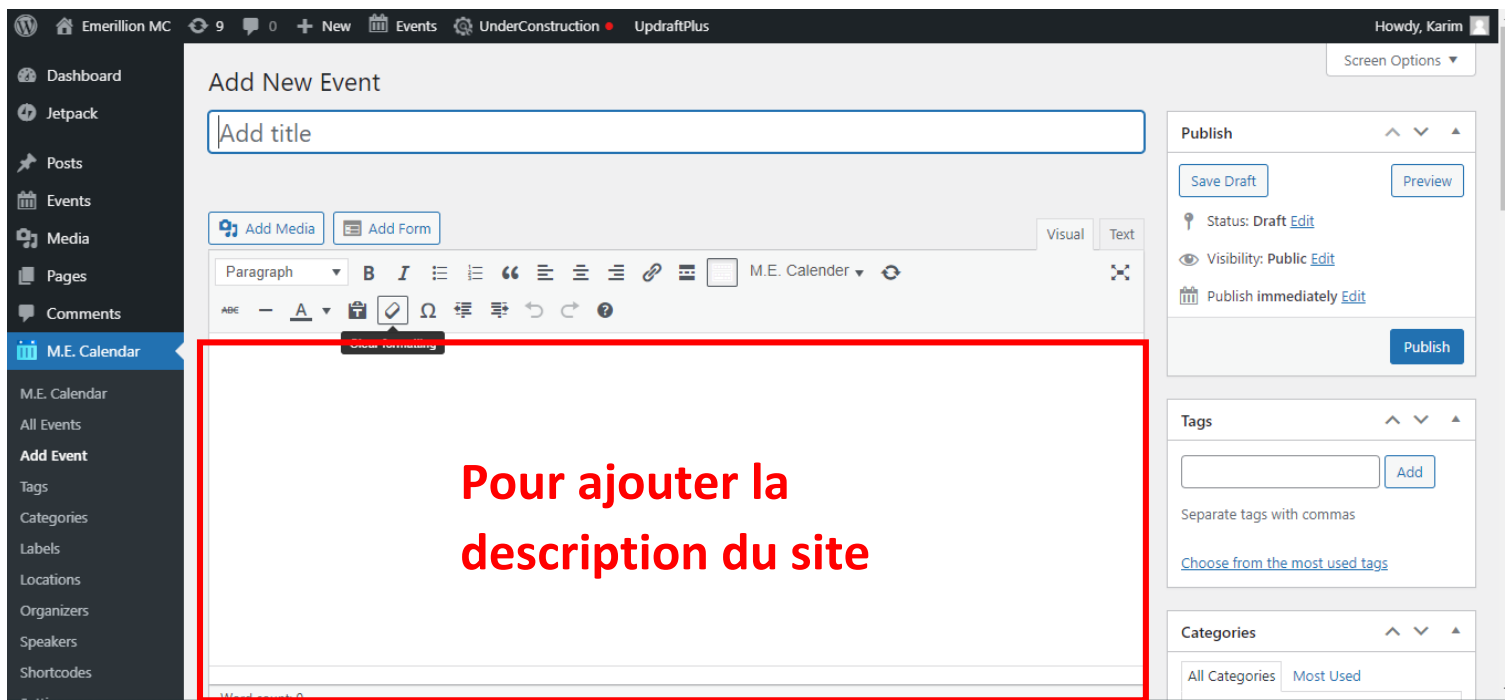 Emerillion MC 9 0 + New Events UnderConstruction UpdraftPlus Howdy, Karim
Screen Options ▼
Dashboard
Jetpack
Posts
Events
Media
Pages
Comments
M.E. Calendar
M.E. Calendar
All Events
Add Event
Tags
Categories
Labels
Locations
Organizers
Speakers
Shortcodes
Add New Event
Add title
Add Media Add Form
Visual Text
Paragraph ▼ B I M.E. Calender ▼
ABE — A ▼ Ω
Clear formatting
Pour ajouter la
description du site
Word count: 0
Publish
Save Draft Preview
Status: Draft Edit
Visibility: Public Edit
Publish immediately Edit
Publish
Tags
Add
Separate tags with commas
Choose from the most used tags
Categories
All Categories Most Used